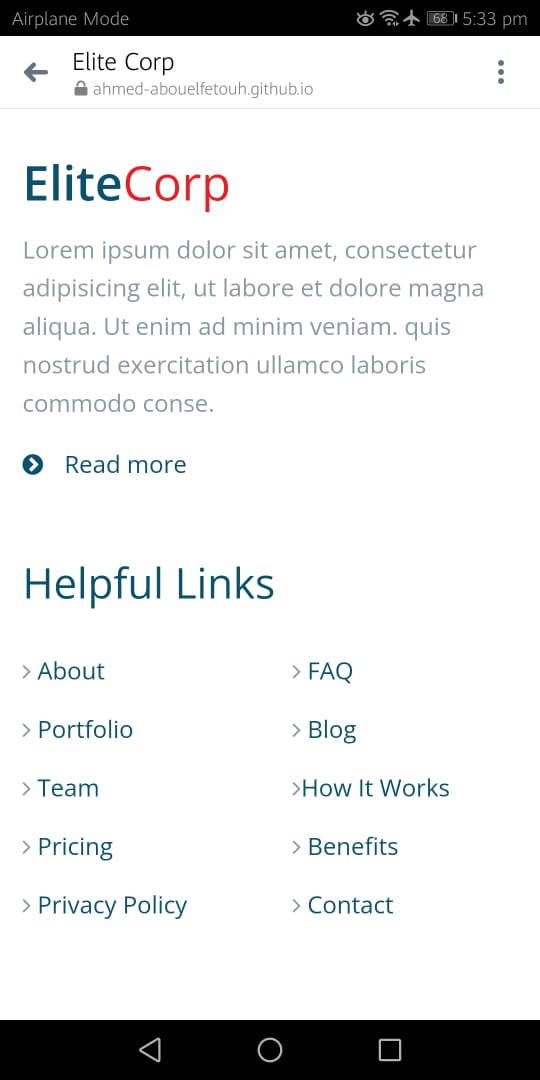 Airplane Mode 68 5:33 pm
Elite Corp
ahmed-abouelfetouh.github.io
EliteCorp
Lorem ipsum dolor sit amet, consectetur
adipisicing elit, ut labore et dolore magna
aliqua. Ut enim ad minim veniam. quis
nostrud exercitation ullamco laboris
commodo conse.
Read more
Helpful Links
About
FAQ
Portfolio
Blog
Team
How It Works
Pricing
Benefits
Privacy Policy
Contact